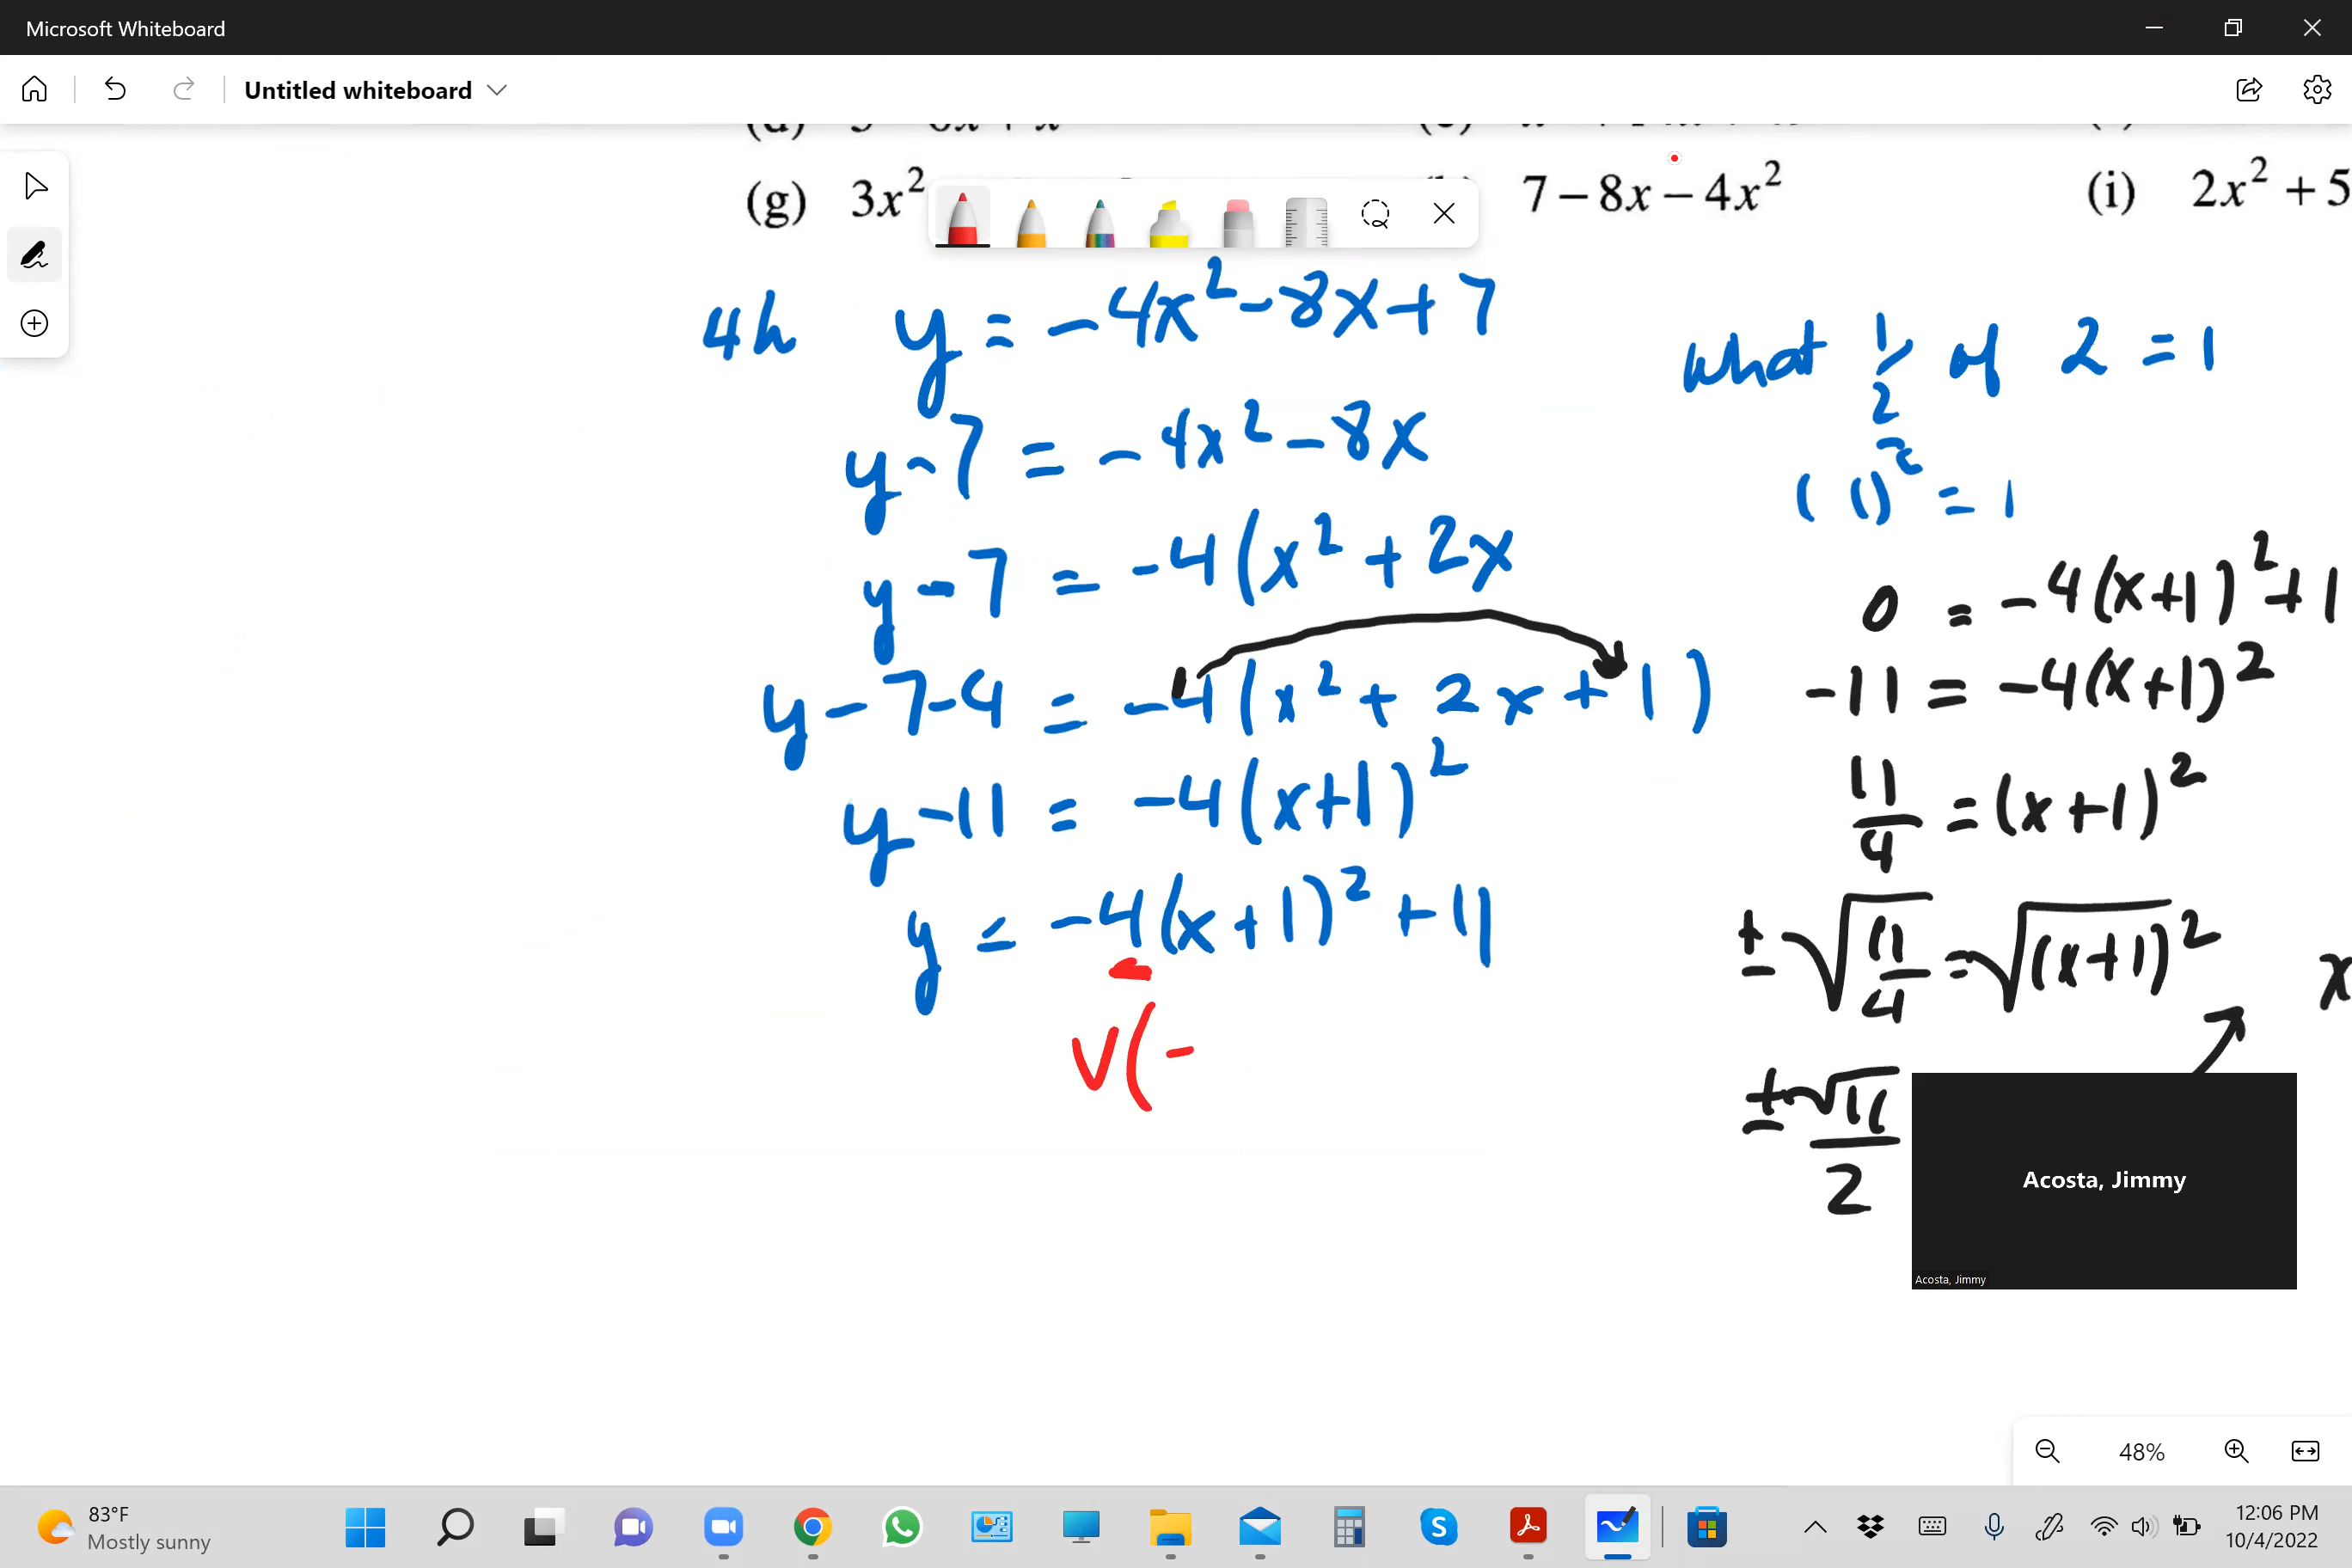 Microsoft Whiteboard
Untitled whiteboard
(g) 3x²
7 − 8x − 4x²
(i) 2x² + 5
4h y = -4x² - 8x + 7
y - 7 = -4x² - 8x
y - 7 = -4(x² + 2x
y - 7 - 4 = -4(x² + 2x + 1)
y - 11 = -4(x+1)²
y = -4(x+1)² + 11
V(-
what 1/2 of 2 = 1
(1)² = 1
0 = -4(x+1)² + 1
-11 = -4(x+1)²
11/4 = (x+1)²
± √11/4 = √(x+1)²
x
± √11/2
Acosta, Jimmy
Acosta, Jimmy
48%
83°F
Mostly sunny
12:06 PM
10/4/2022